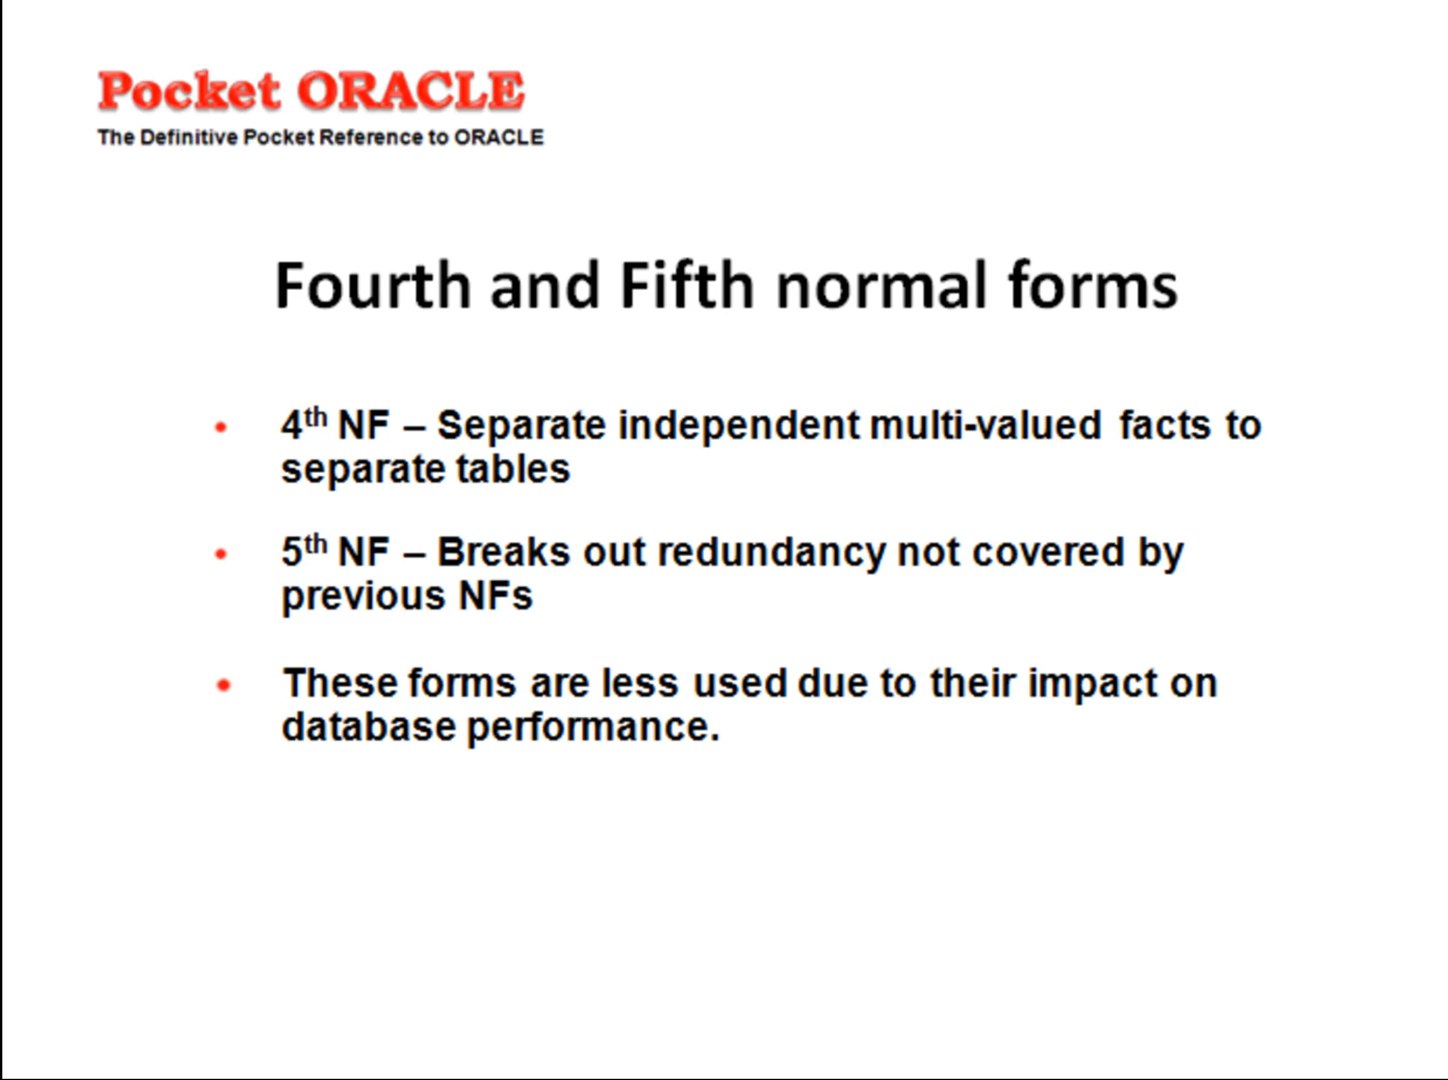 Pocket ORACLE
The Definitive Pocket Reference to ORACLE
Fourth and Fifth normal forms
• 4th NF – Separate independent multi-valued facts to
separate tables
• 5th NF – Breaks out redundancy not covered by
previous NFs
• These forms are less used due to their impact on
database performance.